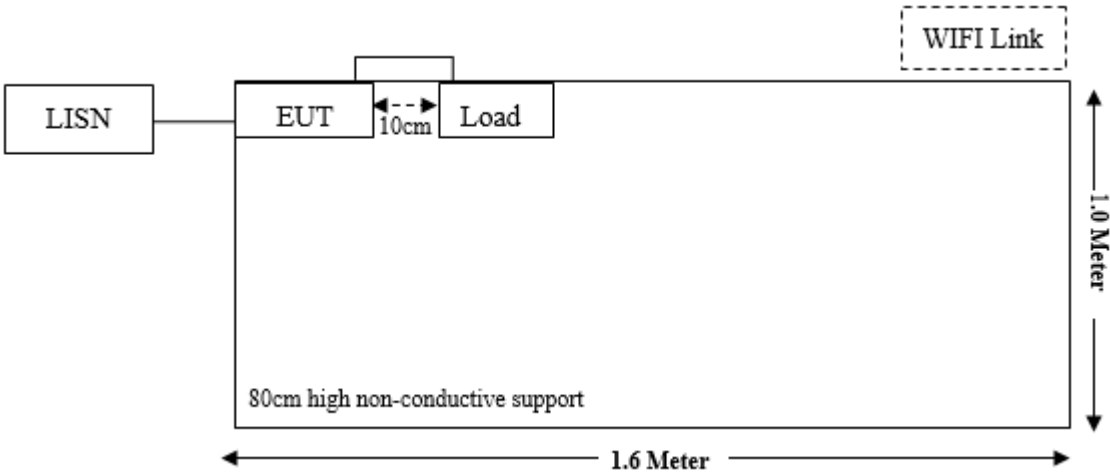 WIFI Link
LISN
EUT
10cm
Load
1.0 Meter
80cm high non-conductive support
1.6 Meter